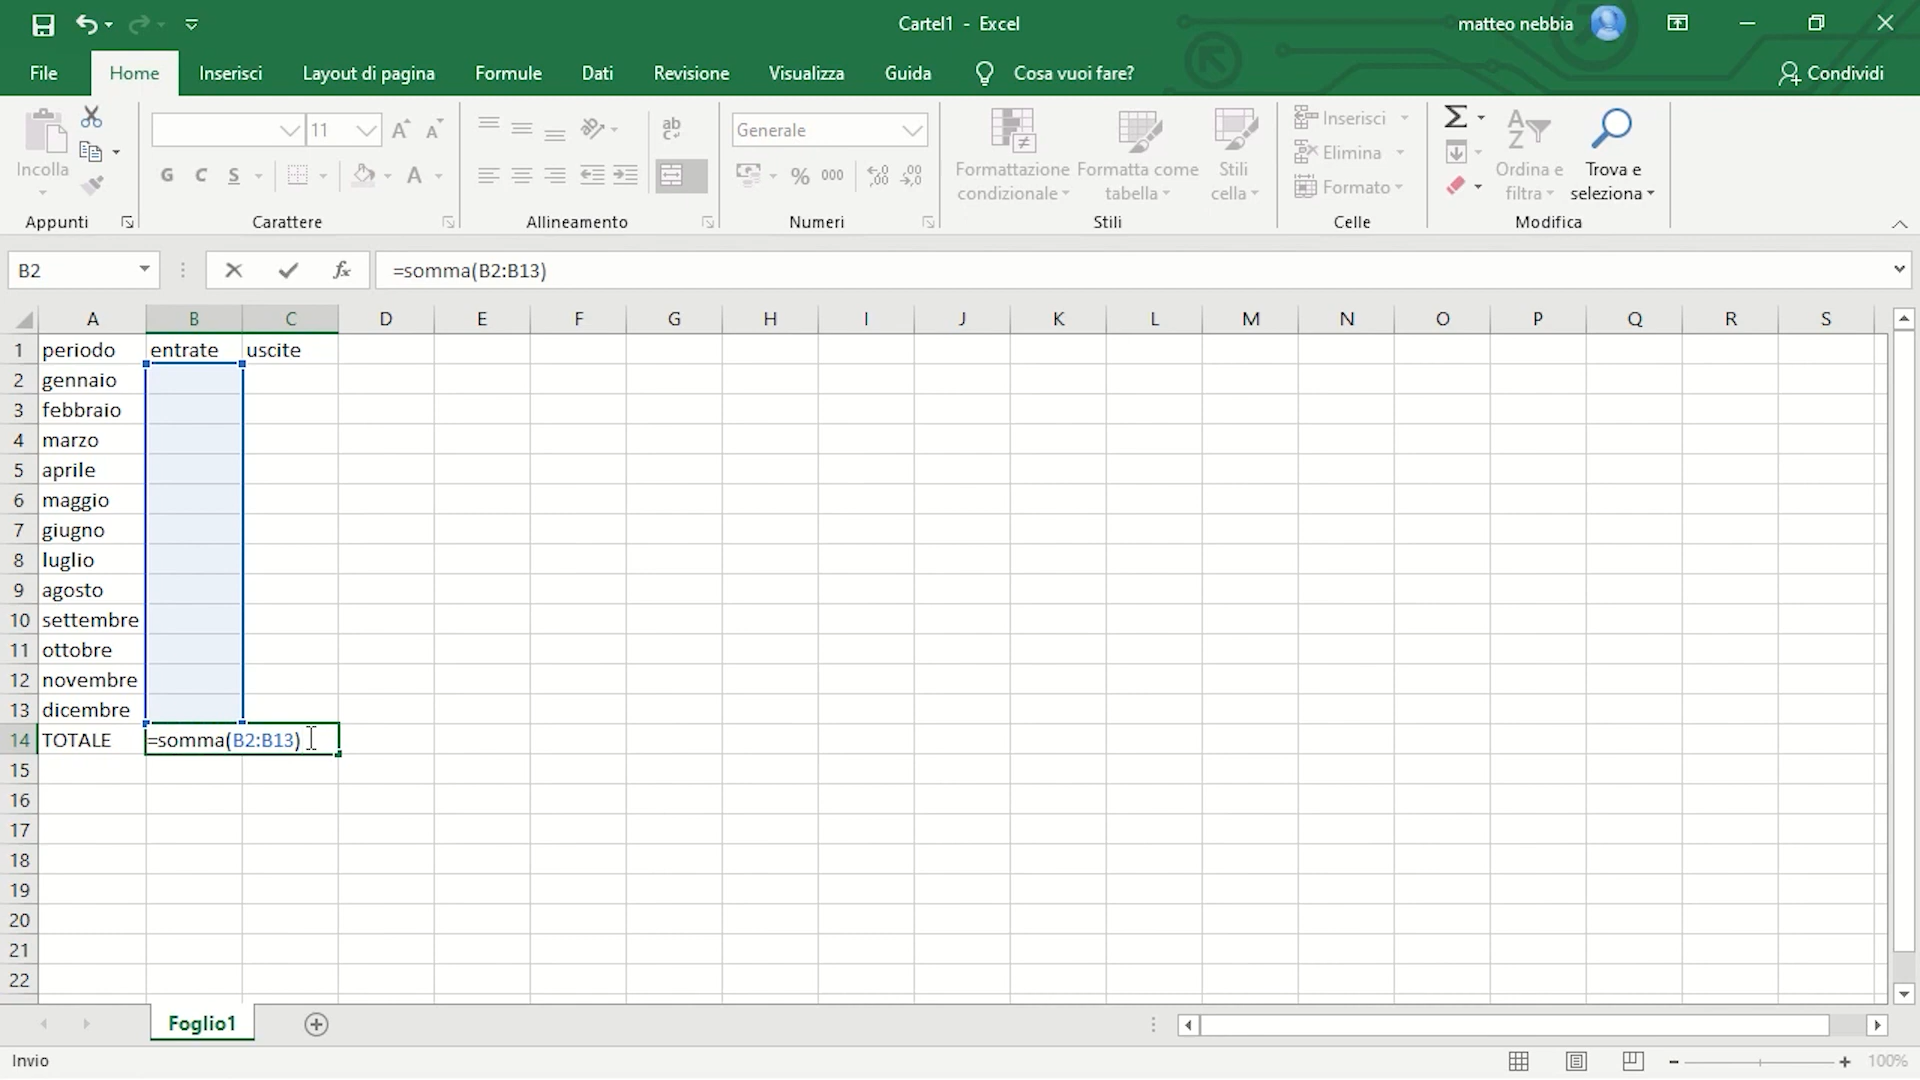 Cartel1 - Excel
matteo nebbia
File Home Inserisci Layout di pagina Formule Dati Revisione Visualizza Guida Cosa vuoi fare? Condividi
Incolla
Appunti
11
G C S
A
Carattere
ab
Allineamento
Generale
% 000
Numeri
Formattazione condizionale
Formatta come tabella
Stili cella
Stili
Inserisci
Elimina
Formato
Celle
Σ
Ordina e filtra
Trova e seleziona
Modifica
B2 fx =somma(B2:B13)
A B C D E F G H I J K L M N O P Q R S
1 periodo entrate uscite
2 gennaio
3 febbraio
4 marzo
5 aprile
6 maggio
7 giugno
8 luglio
9 agosto
10 settembre
11 ottobre
12 novembre
13 dicembre
14 TOTALE =somma(B2:B13)
15
16
17
18
19
20
21
22
Foglio1
Invio 100%